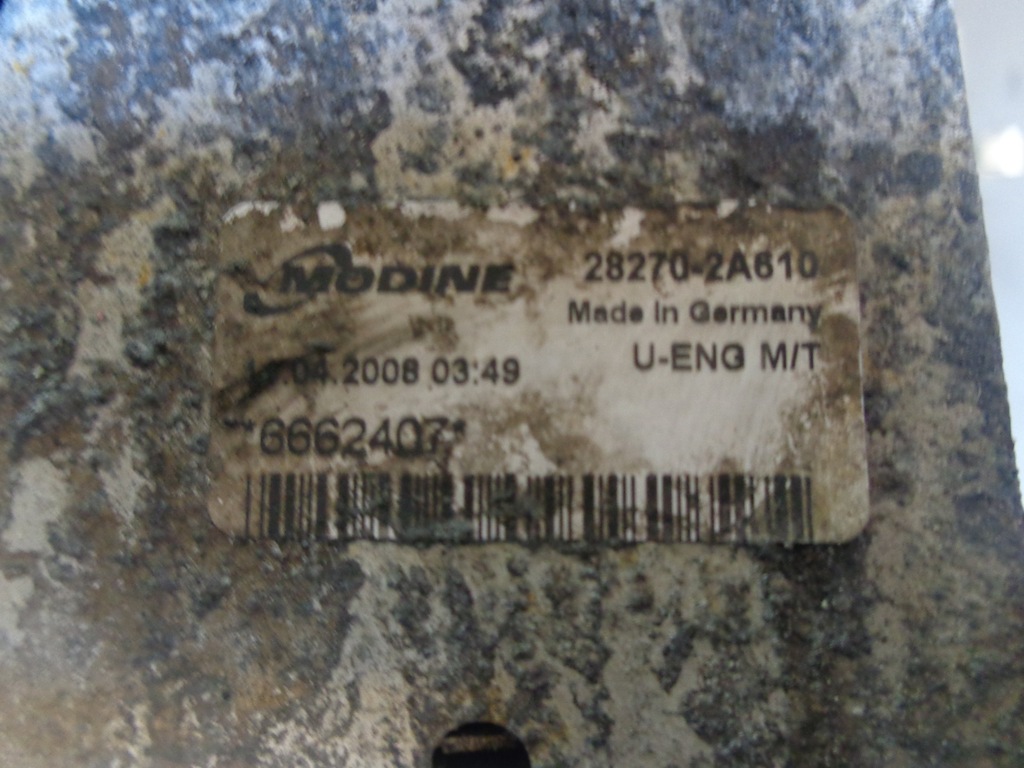 MODINE 28270-2A610
Made In Germany
.04.2008 03:49 U-ENG M/T
*6662407*